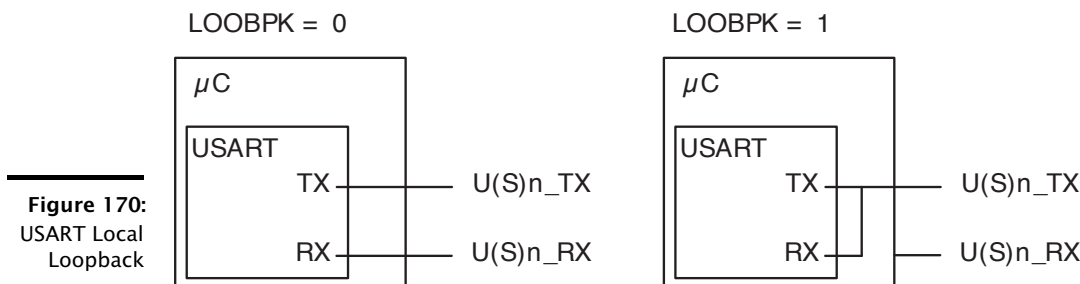 LOOBPK = 0
LOOBPK = 1
µC
µC
USART
USART
TX
U(S)n_TX
TX
U(S)n_TX
Figure 170:
USART Local
Loopback
RX
U(S)n_RX
RX
U(S)n_RX